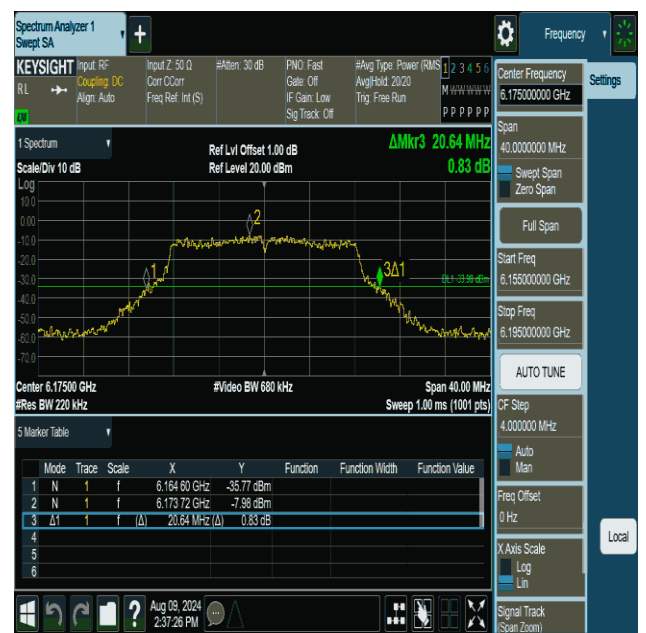 Spectrum Analyzer 1
Swept SA
Frequency
KEYSIGHT
RL
Input: RF
Coupling: DC
Align: Auto
Input Z: 50 Ω
Corr CCorr
Freq Ref: Int (S)
#Atten: 30 dB
PNO: Fast
Gate: Off
IF Gain: Low
Sig Track: Off
#Avg Type: Power (RMS
Avg|Hold: 20/20
Trig: Free Run
1 2 3 4 5 6
M W W W W W
P P P P P P
1 Spectrum
Scale/Div 10 dB
Ref Lvl Offset 1.00 dB
Ref Level 20.00 dBm
ΔMkr3 20.64 MHz
0.83 dB
Log
10.0
0.00
-10.0
-20.0
-30.0
-40.0
-50.0
-60.0
-70.0
2
1
3Δ1
DL1 -33.98 dBm
Center 6.17500 GHz
#Video BW 680 kHz
Span 40.00 MHz
#Res BW 220 kHz
Sweep 1.00 ms (1001 pts)
5 Marker Table
Mode Trace Scale X Y Function Function Width Function Value
1 N 1 f 6.164 60 GHz -35.77 dBm
2 N 1 f 6.173 72 GHz -7.98 dBm
3 Δ1 1 f (Δ) 20.64 MHz (Δ) 0.83 dB
4
5
6
Aug 09, 2024
2:37:26 PM
Center Frequency
6.175000000 GHz
Settings
Span
40.0000000 MHz
Swept Span
Zero Span
Full Span
Start Freq
6.155000000 GHz
Stop Freq
6.195000000 GHz
AUTO TUNE
CF Step
4.000000 MHz
Auto
Man
Freq Offset
0 Hz
X Axis Scale
Log
Lin
Local
Signal Track
(Span Zoom)